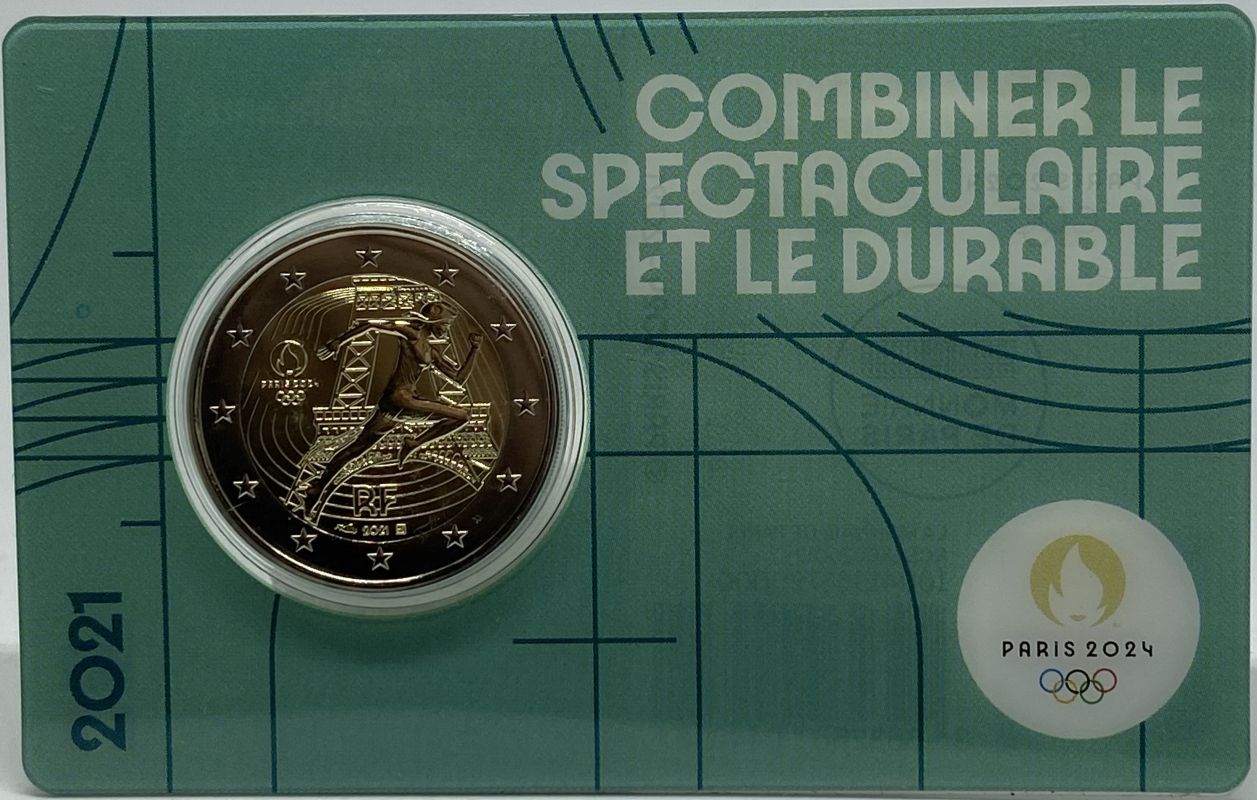 COMBINER LE
SPECTACULAIRE
ET LE DURABLE
PARIS 2024
RF
2021
2021
PARIS 2024